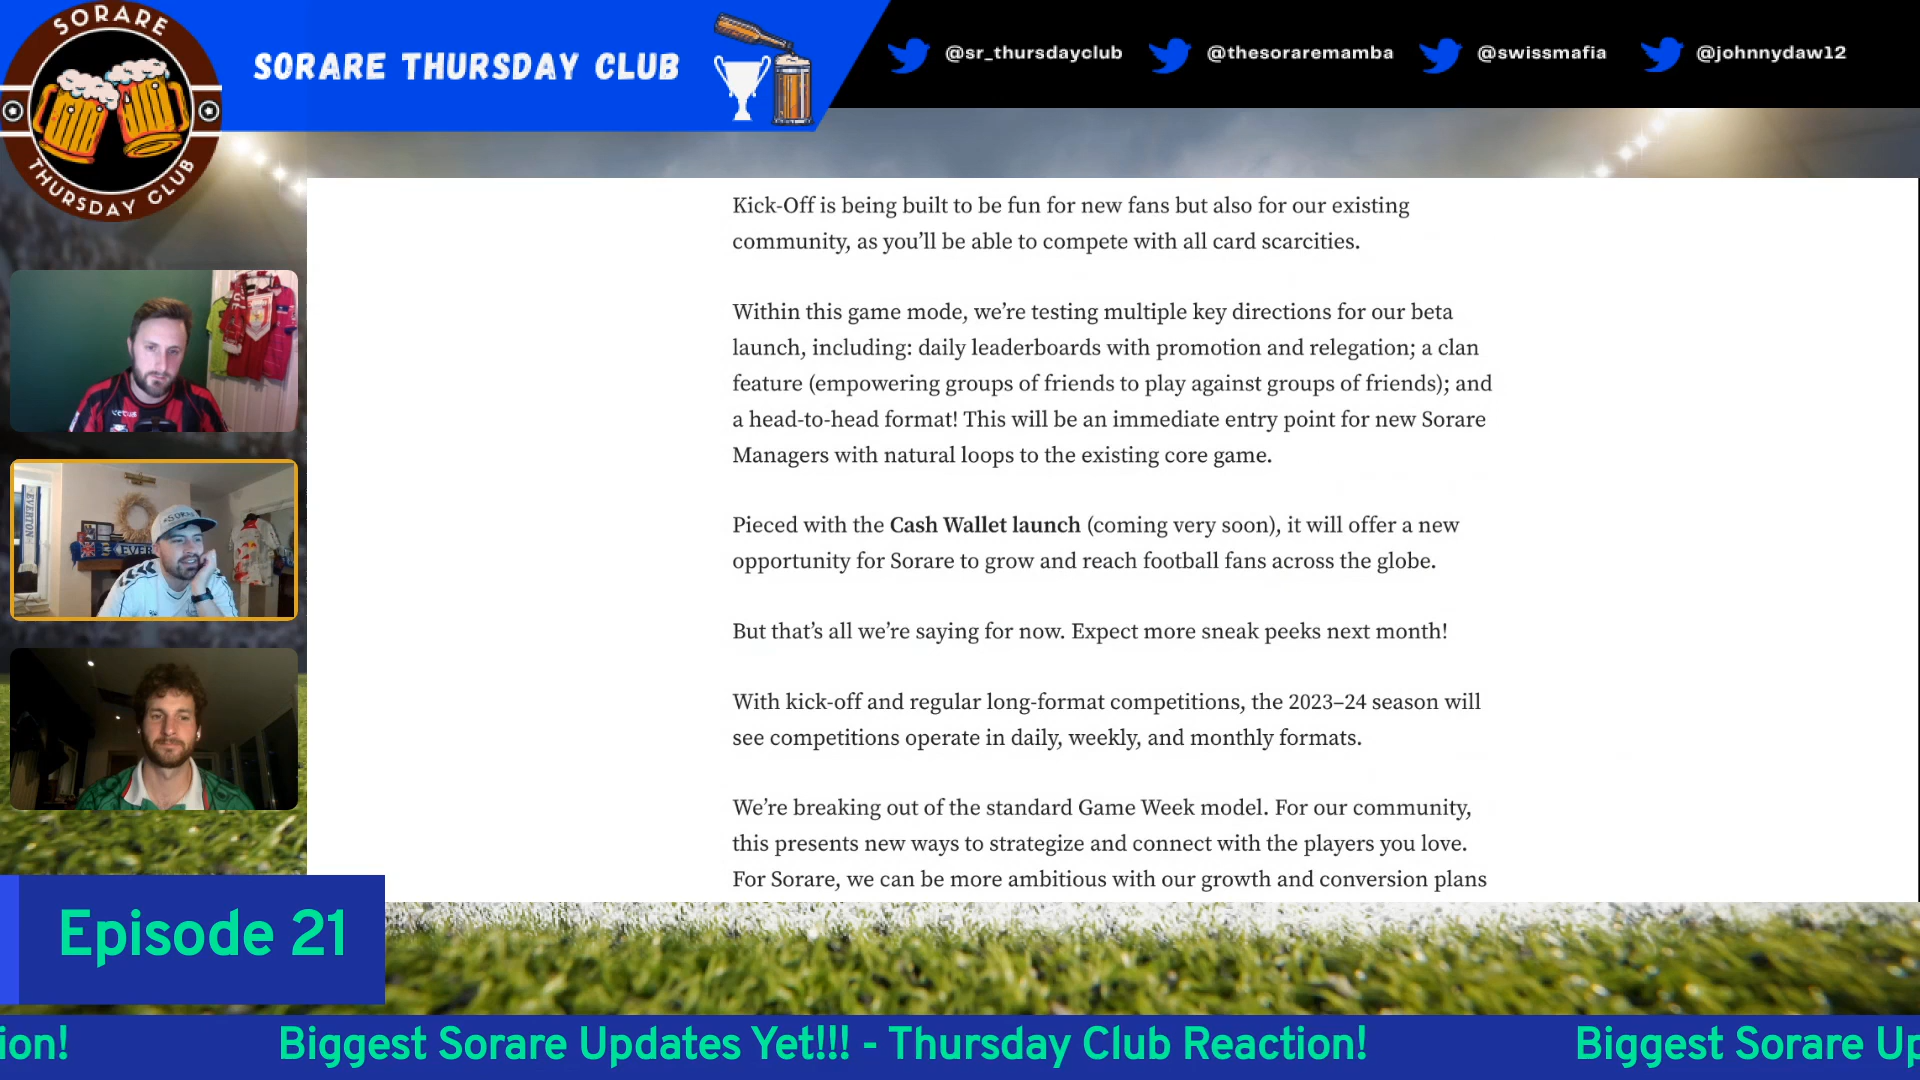 SORARE
THURSDAY CLUB
SORARE THURSDAY CLUB
@sr_thursdayclub
@thesoraremamba
@swissmafia
@johnnydaw12
Kick-Off is being built to be fun for new fans but also for our existing
community, as you’ll be able to compete with all card scarcities.
Within this game mode, we’re testing multiple key directions for our beta
launch, including: daily leaderboards with promotion and relegation; a clan
feature (empowering groups of friends to play against groups of friends); and
a head-to-head format! This will be an immediate entry point for new Sorare
Managers with natural loops to the existing core game.
Pieced with the Cash Wallet launch (coming very soon), it will offer a new
opportunity for Sorare to grow and reach football fans across the globe.
But that’s all we’re saying for now. Expect more sneak peeks next month!
With kick-off and regular long-format competitions, the 2023–24 season will
see competitions operate in daily, weekly, and monthly formats.
We’re breaking out of the standard Game Week model. For our community,
this presents new ways to strategize and connect with the players you love.
For Sorare, we can be more ambitious with our growth and conversion plans
EVERTON
EVER
Episode 21
ion!
Biggest Sorare Updates Yet!!! - Thursday Club Reaction!
Biggest Sorare Up